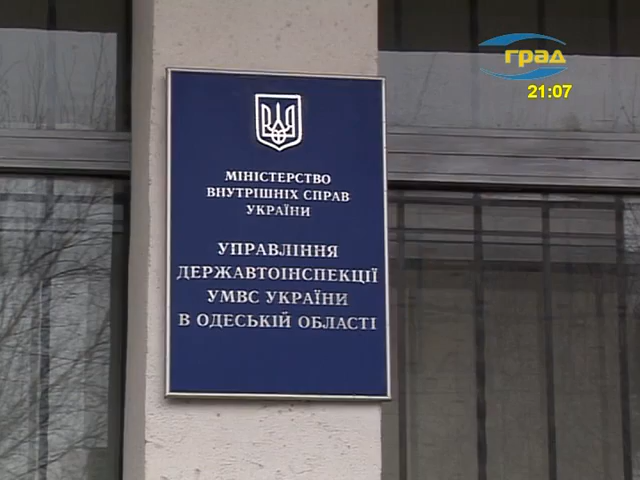 град
21:07
МІНІСТЕРСТВО
ВНУТРІШНІХ СПРАВ
УКРАЇНИ
УПРАВЛІННЯ
ДЕРЖАВТОІНСПЕКЦІЇ
УМВС УКРАЇНИ
В ОДЕСЬКІЙ ОБЛАСТІ